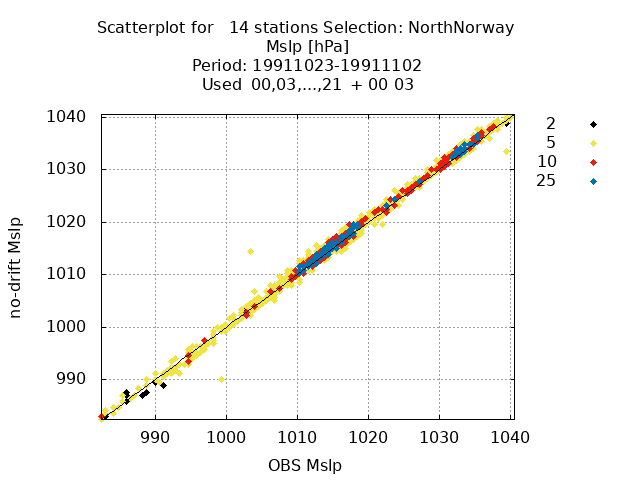 Scatterplot for   14 stations Selection: NorthNorway
Mslp [hPa]
Period: 19911023-19911102
Used  00,03,...,21  + 00 03
1040
1030
1020
1010
1000
990
no-drift Mslp
990 1000 1010 1020 1030 1040
OBS Mslp
2
5
10
25